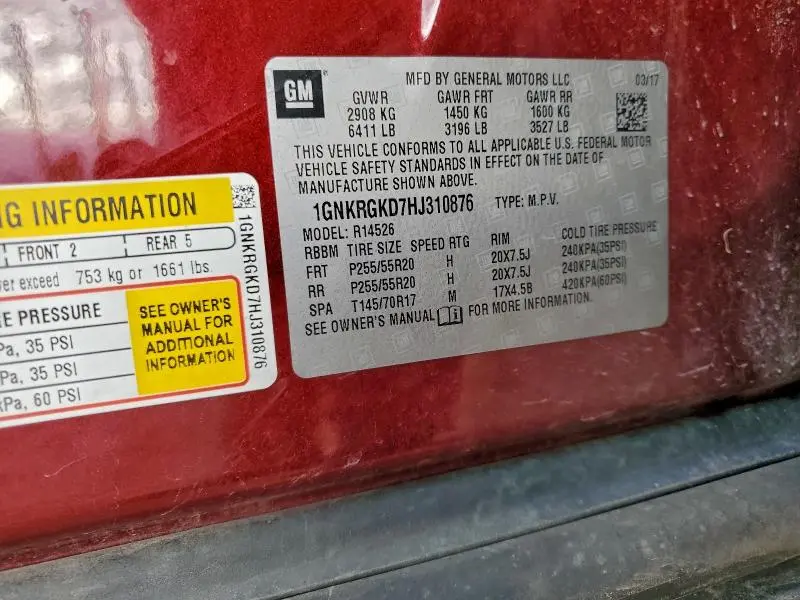 GM
MFD BY GENERAL MOTORS LLC 03/17
GVWR GAWR FRT GAWR RR
2908 KG 1450 KG 1600 KG
6411 LB 3196 LB 3527 LB
THIS VEHICLE CONFORMS TO ALL APPLICABLE U.S. FEDERAL MOTOR
VEHICLE SAFETY STANDARDS IN EFFECT ON THE DATE OF
MANUFACTURE SHOWN ABOVE.
1GNKRGKD7HJ310876 TYPE: M.P.V.
MODEL: R14526
RBBM TIRE SIZE SPEED RTG RIM COLD TIRE PRESSURE
FRT P255/55R20 H 20X7.5J 240KPA(35PSI)
RR P255/55R20 H 20X7.5J 240KPA(35PSI)
SPA T145/70R17 M 17X4.5B 420KPA(60PSI)
SEE OWNER'S MANUAL i FOR MORE INFORMATION.
NG INFORMATION
FRONT 2 REAR 5
ver exceed 753 kg or 1661 lbs.
RE PRESSURE
Pa, 35 PSI
Pa, 35 PSI
kPa, 60 PSI
SEE OWNER'S
MANUAL FOR
ADDITIONAL
INFORMATION
1GNKRGKD7HJ310876